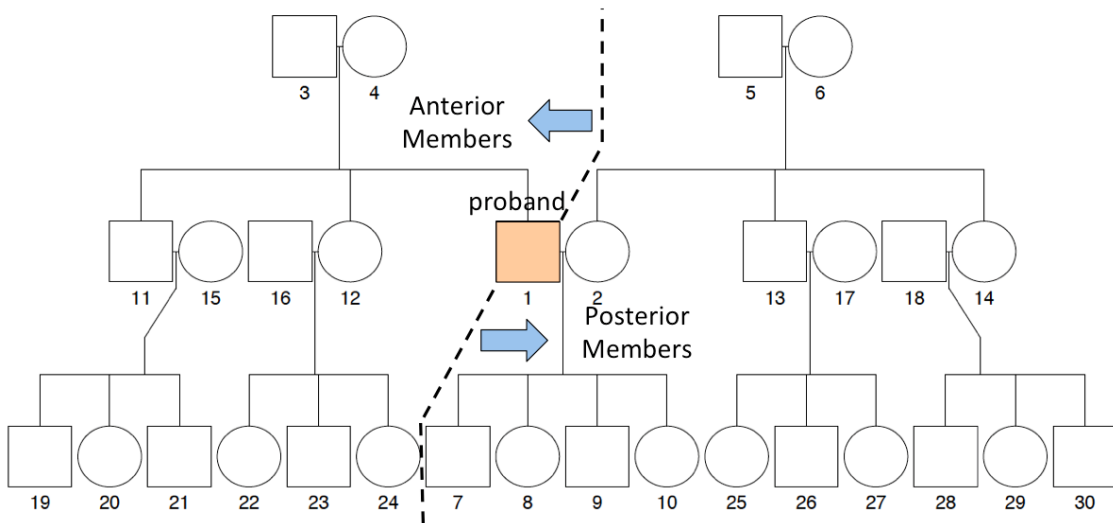 3 4 5 6
Anterior
Members
proband
11 15 16 12 1 2 13 17 18 14
Posterior
Members
19 20 21 22 23 24 7 8 9 10 25 26 27 28 29 30